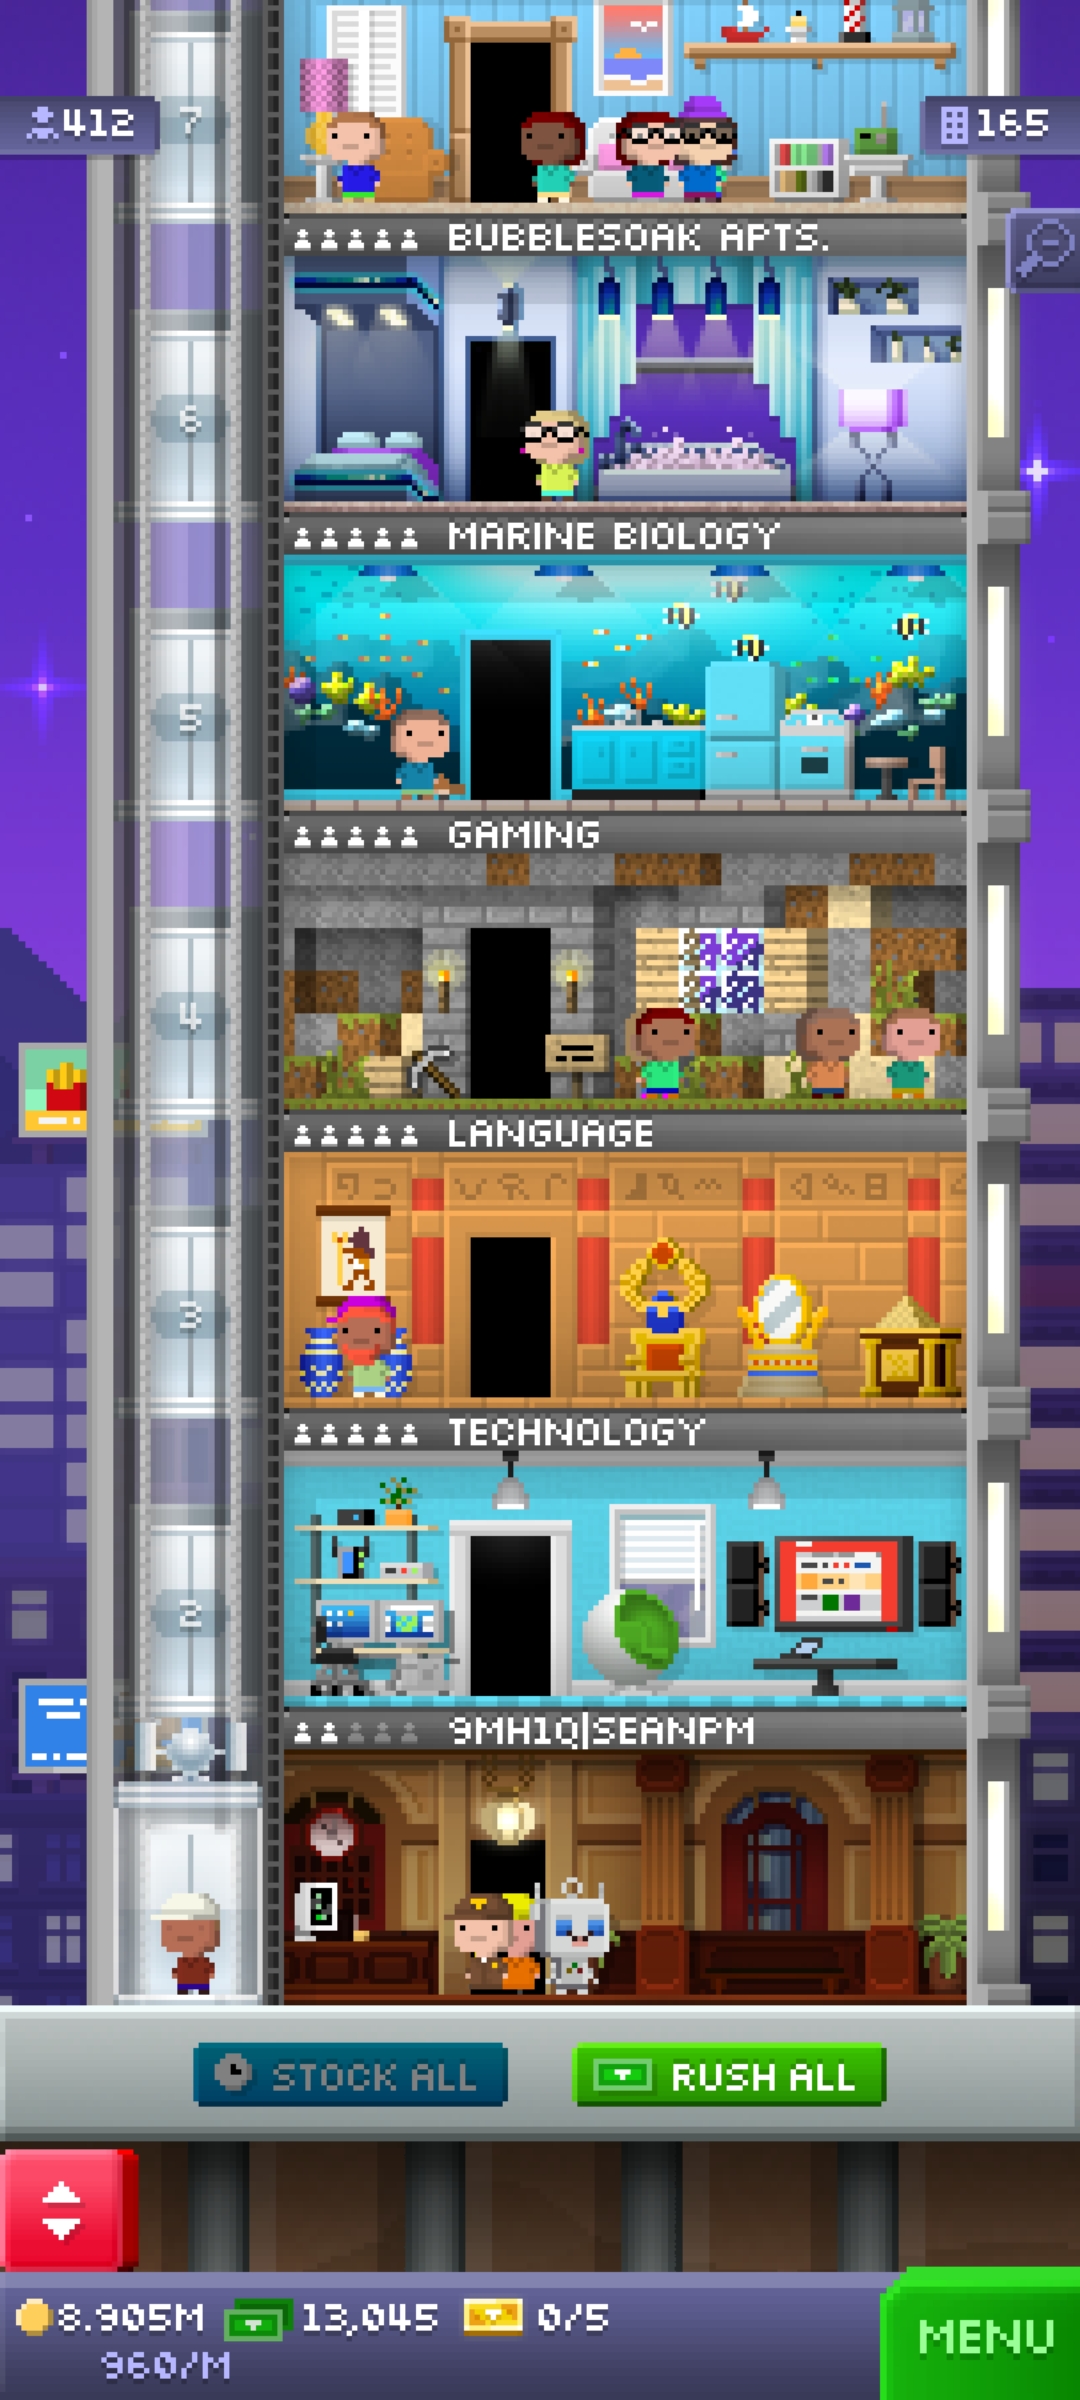 412
165
7
BUBBLESOAK APTS.
6
MARINE BIOLOGY
5
GAMING
4
LANGUAGE
3
TECHNOLOGY
2
9MH1Q|SEANPM
STOCK ALL
RUSH ALL
8.905M
13,045
0/5
960/M
MENU